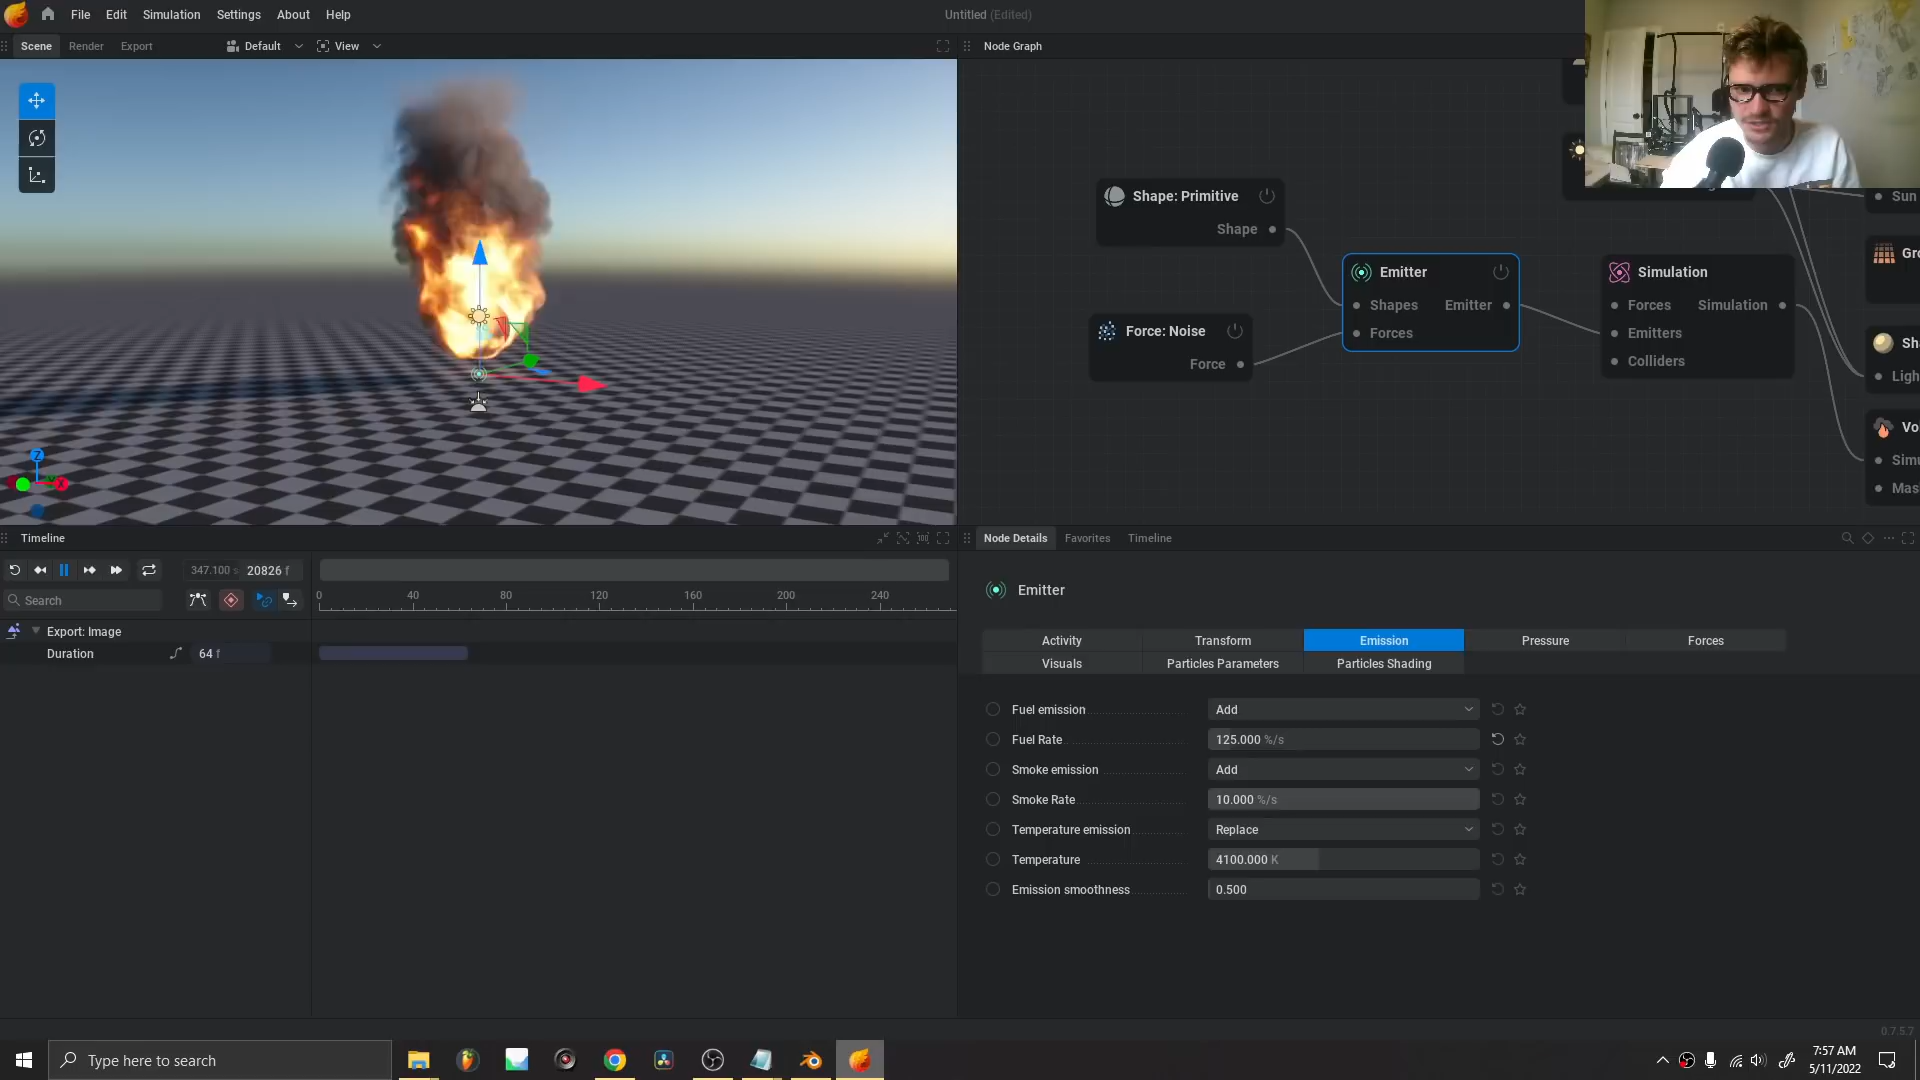 File Edit Simulation Settings About Help
Untitled (Edited)
Scene Render Export Default View
Node Graph
Shape: Primitive
Shape
Force: Noise
Force
Emitter
Shapes Emitter
Forces
Simulation
Forces Simulation
Emitters
Colliders
Sun
Gro
Sh
Ligh
Vo
Simu
Mas
Z
X
Timeline
347.100 s 20826 f
Search
0 40 80 120 160 200 240
Export: Image
Duration 64 f
Node Details Favorites Timeline
Emitter
Activity Transform Emission Pressure Forces
Visuals Particles Parameters Particles Shading
Fuel emission Add
Fuel Rate 125.000 %/s
Smoke emission Add
Smoke Rate 10.000 %/s
Temperature emission Replace
Temperature 4100.000 K
Emission smoothness 0.500
0.7.5.7
Type here to search
7:57 AM
5/11/2022